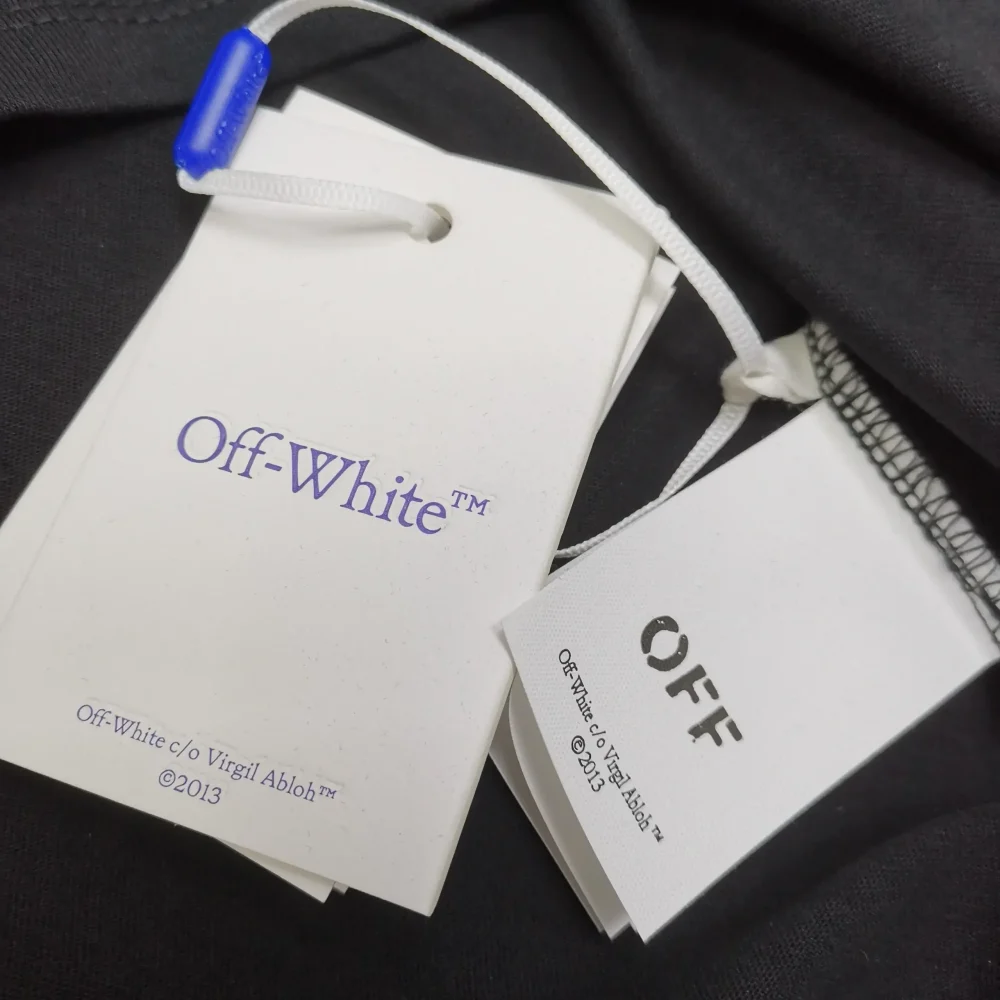 Off-White™
Off-White c/o Virgil Abloh™
©2013
OFF
Off-White c/o Virgil Abloh™
©2013